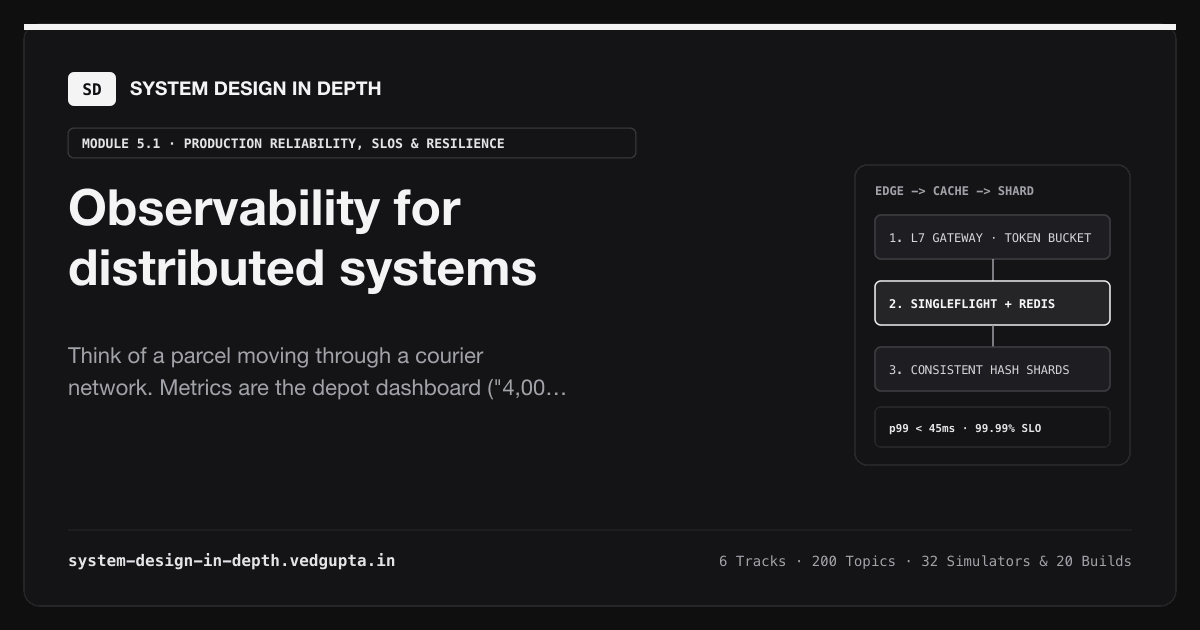 SD SYSTEM DESIGN IN DEPTH
MODULE 5.1 · PRODUCTION RELIABILITY, SLOS & RESILIENCE
Observability for
distributed systems
Think of a parcel moving through a courier
network. Metrics are the depot dashboard ("4,00…
EDGE —> CACHE —> SHARD
1. L7 GATEWAY · TOKEN BUCKET
2. SINGLEFLIGHT + REDIS
3. CONSISTENT HASH SHARDS
p99 < 45ms · 99.99% SLO
system-design-in-depth.vedgupta.in
6 Tracks · 200 Topics · 32 Simulators & 20 Builds